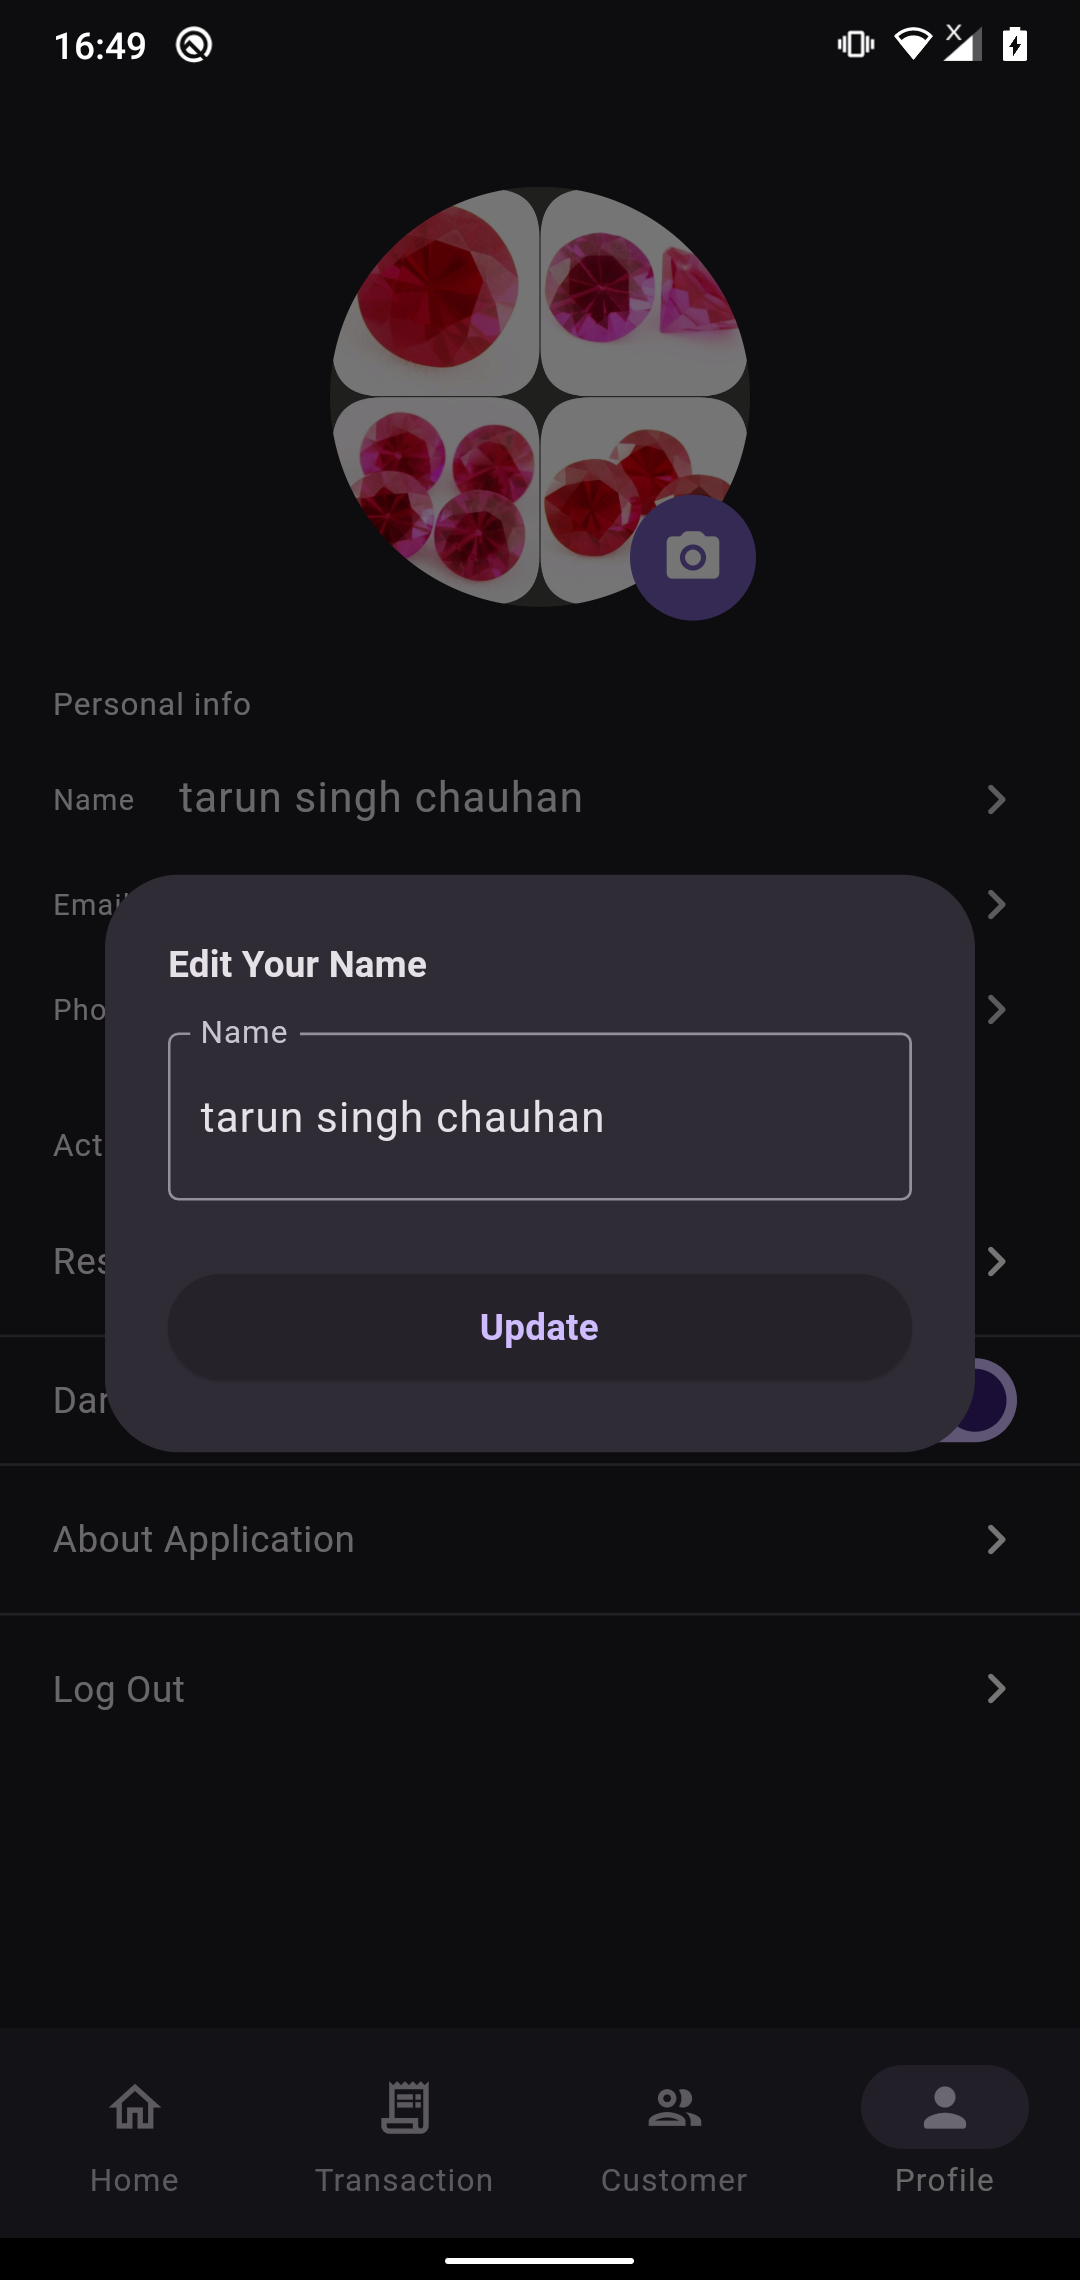 16:49
Personal info
Name tarun singh chauhan
Email
Pho
Edit Your Name
Name
tarun singh chauhan
Act
Res
Update
Dar
About Application
Log Out
Home Transaction Customer Profile